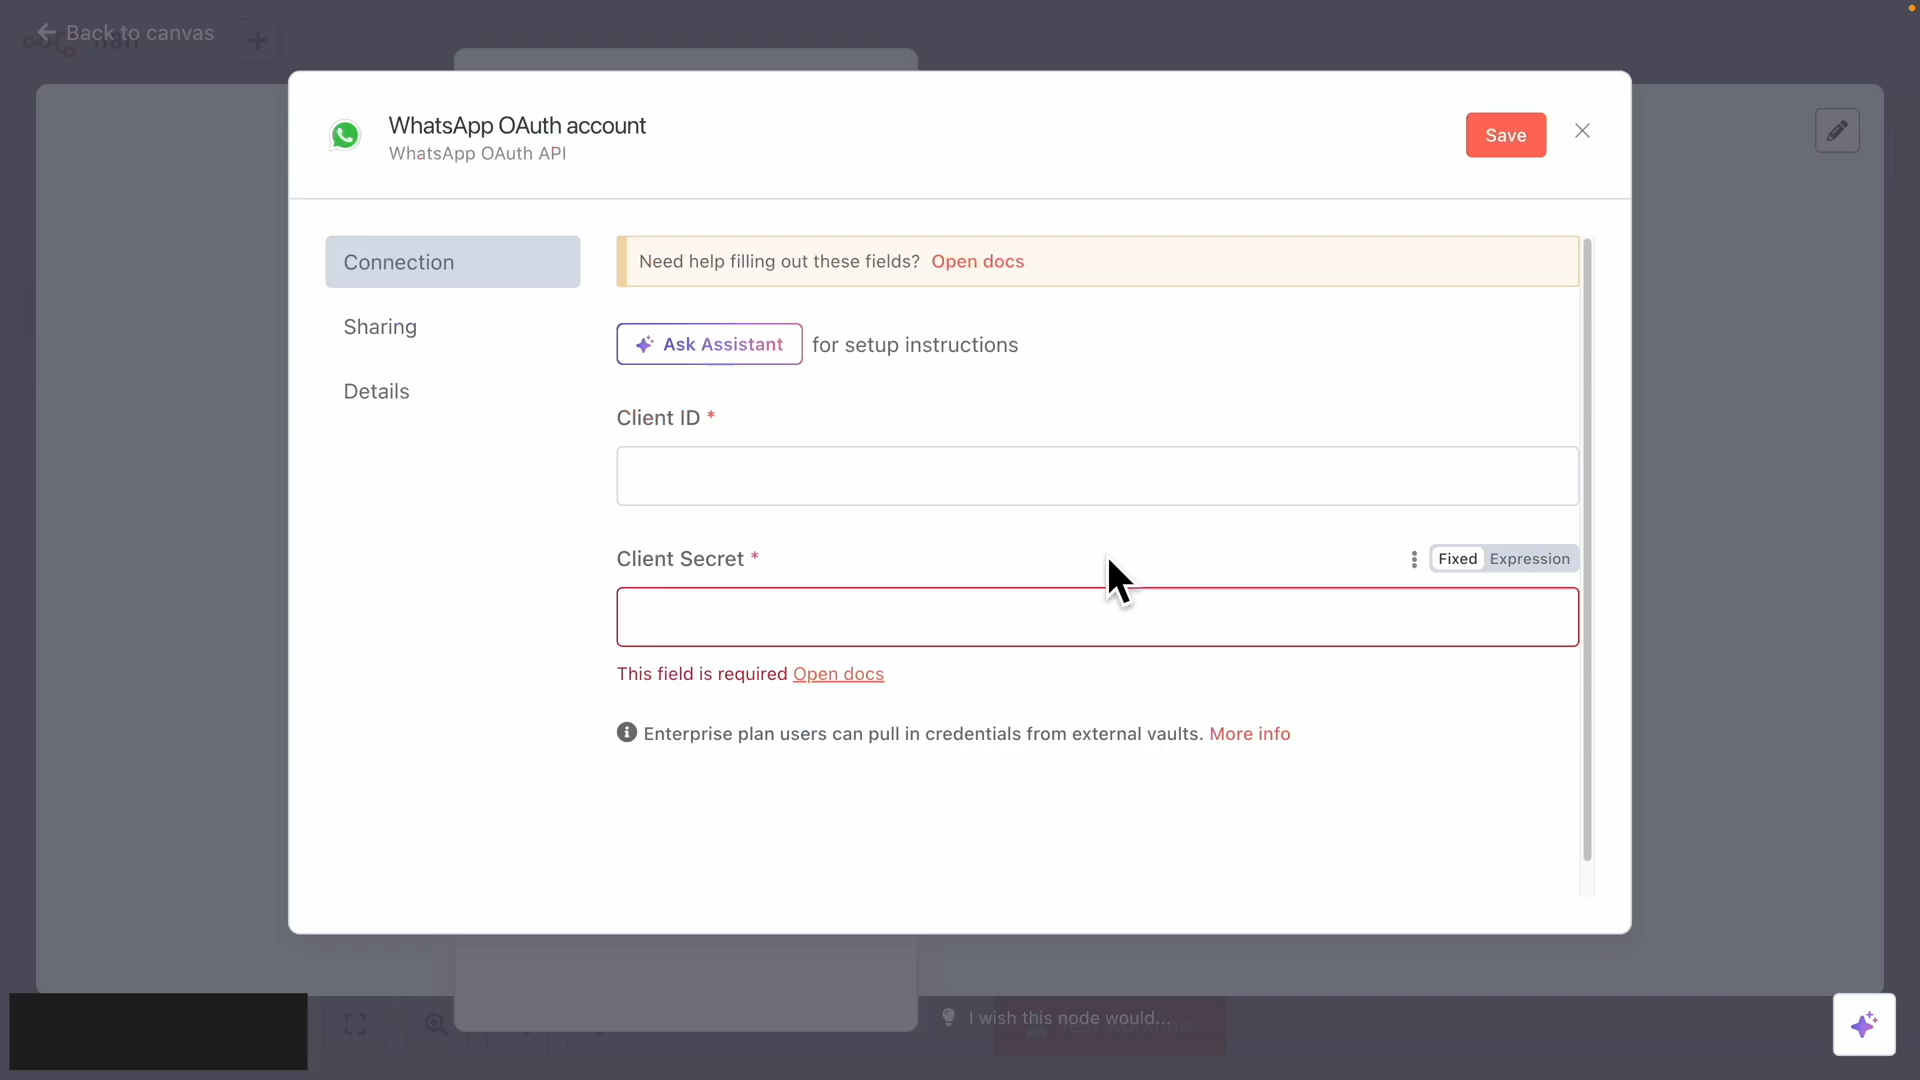 Back to canvas
n8n
WhatsApp OAuth account
WhatsApp OAuth API
Save
Connection
Sharing
Details
Need help filling out these fields? Open docs
Ask Assistant for setup instructions
Client ID *
Client Secret *
Fixed Expression
This field is required Open docs
Enterprise plan users can pull in credentials from external vaults. More info
I wish this node would...